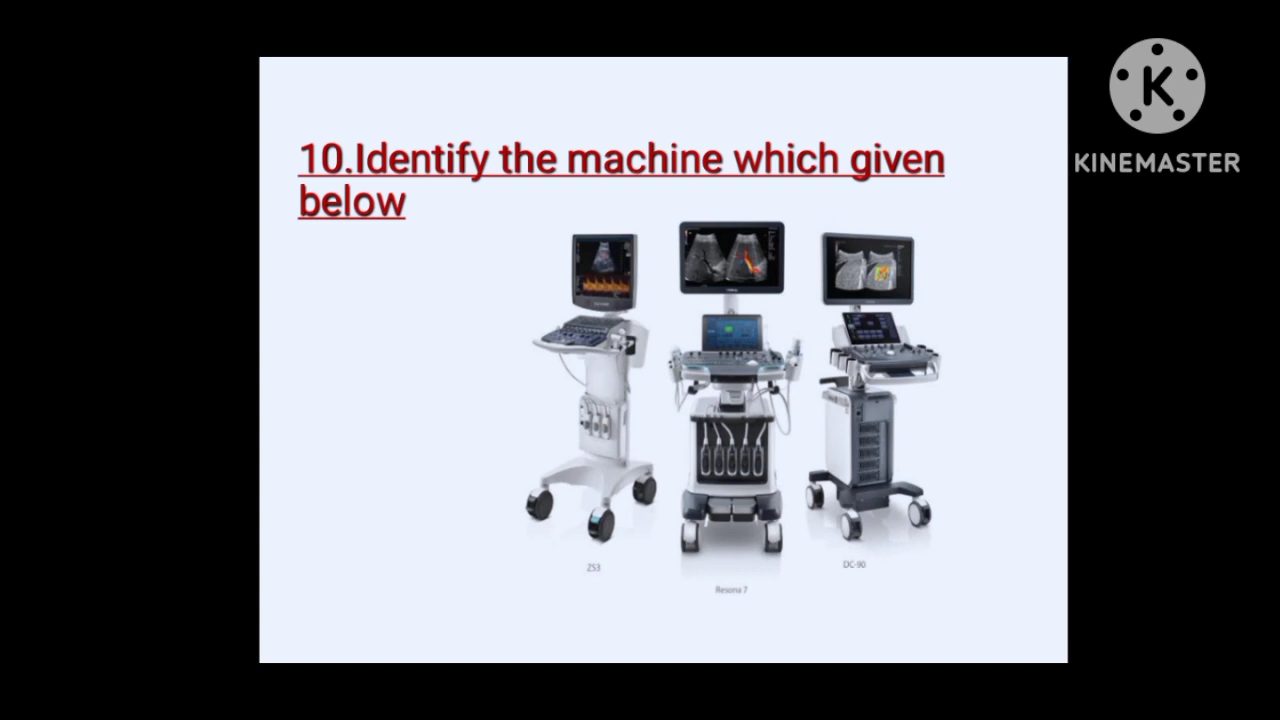 10.Identify the machine which given
below
KINEMASTER
ZS3
DC-90
Resona 7